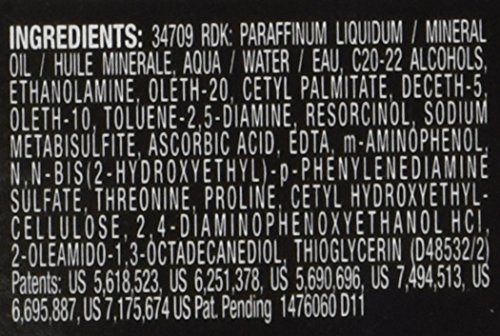 INGREDIENTS: 34709 RDK: PARAFFINUM LIQUIDUM / MINERAL
OIL / HUILE MINERALE, AQUA / WATER / EAU, C20-22 ALCOHOLS,
ETHANOLAMINE, OLETH-20, CETYL PALMITATE, DECETH-5,
OLETH-10, TOLUENE-2,5-DIAMINE, RESORCINOL, SODIUM
METABISULFITE, ASCORBIC ACID, EDTA, m-AMINOPHENOL,
N,N-BIS(2-HYDROXYETHYL)-p-PHENYLENEDIAMINE
SULFATE, THREONINE, PROLINE, CETYL HYDROXYETHYL-
CELLULOSE, 2,4-DIAMINOPHENOXYETHANOL HCl,
2-OLEAMIDO-1,3-OCTADECANEDIOL, THIOGLYCERIN (D48532/2)
Patents: US 5,618,523, US 6,251,378, US 5,690,696, US 7,494,513, US
6,695,887, US 7,175,674 US Pat. Pending 1476060 D11